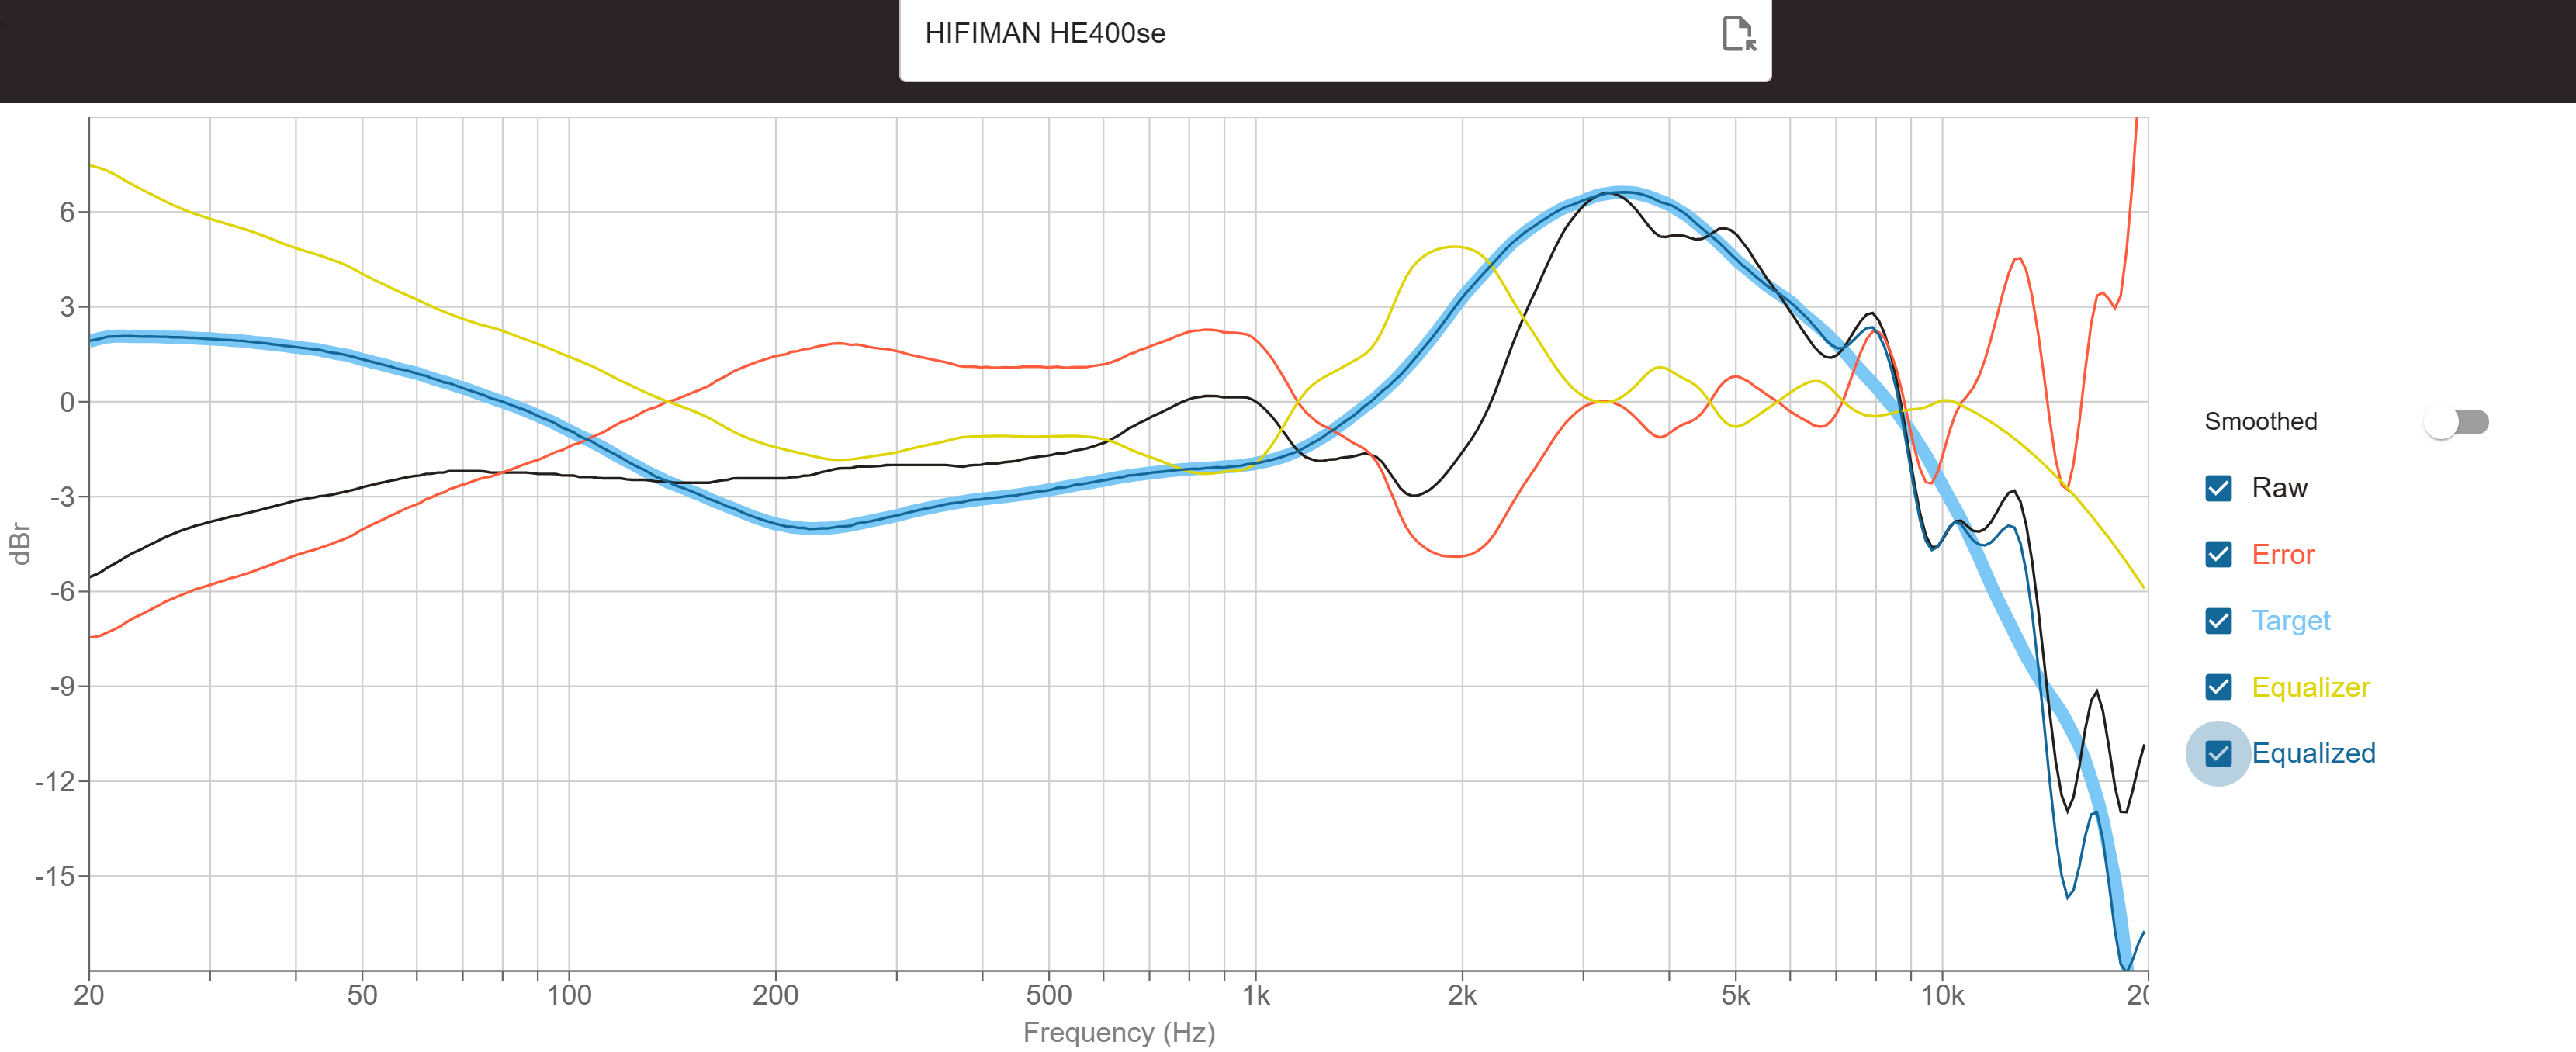 HIFIMAN HE400se
6
3
0
-3
-6
-9
-12
-15
dBr
20 50 100 200 500 1k 2k 5k 10k
Frequency (Hz)
Smoothed
Raw
Error
Target
Equalizer
Equalized